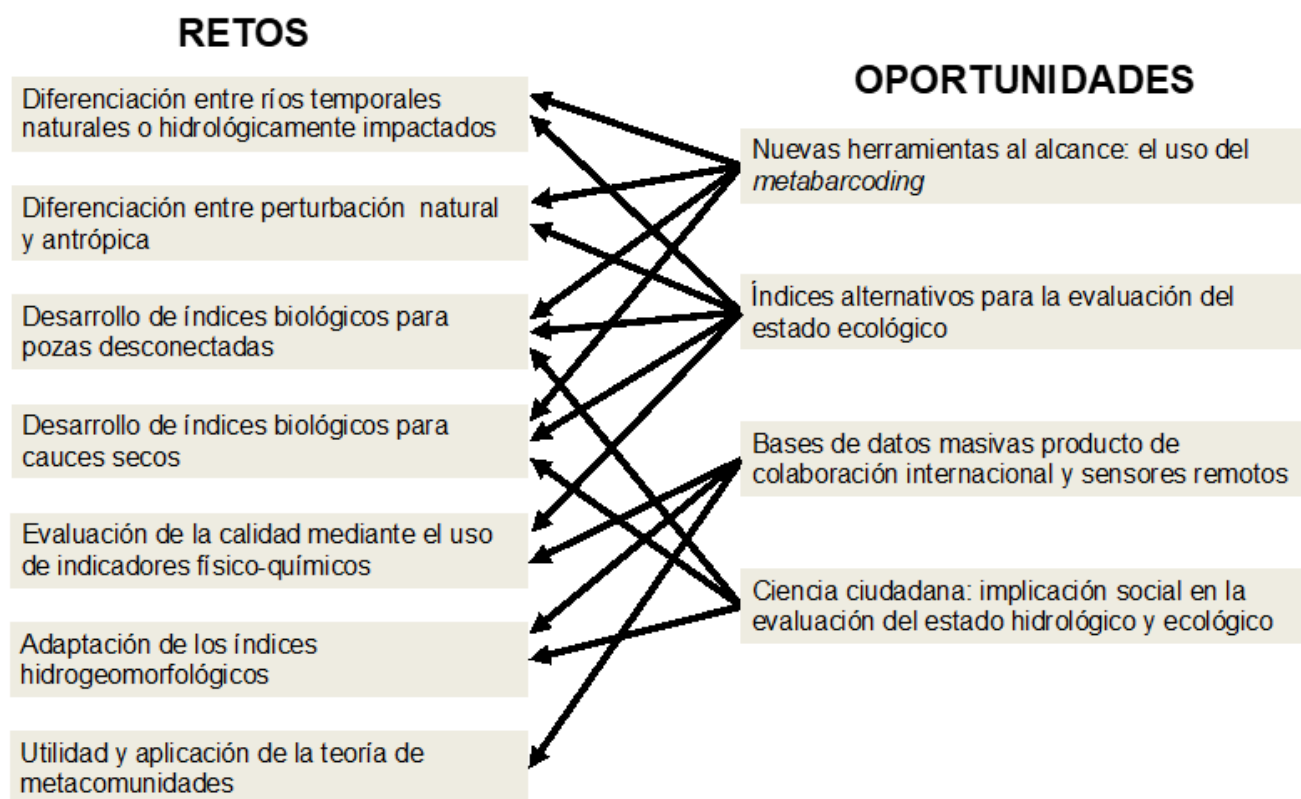 RETOS
Diferenciación entre ríos temporales
naturales o hidrológicamente impactados
Diferenciación entre perturbación natural
y antrópica
Desarrollo de índices biológicos para
pozas desconectadas
Desarrollo de índices biológicos para
cauces secos
Evaluación de la calidad mediante el uso
de indicadores físico-químicos
Adaptación de los índices
hidrogeomorfológicos
Utilidad y aplicación de la teoría de
metacomunidades
OPORTUNIDADES
Nuevas herramientas al alcance: el uso del
metabarcoding
Índices alternativos para la evaluación del
estado ecológico
Bases de datos masivas producto de
colaboración internacional y sensores remotos
Ciencia ciudadana: implicación social en la
evaluación del estado hidrológico y ecológico